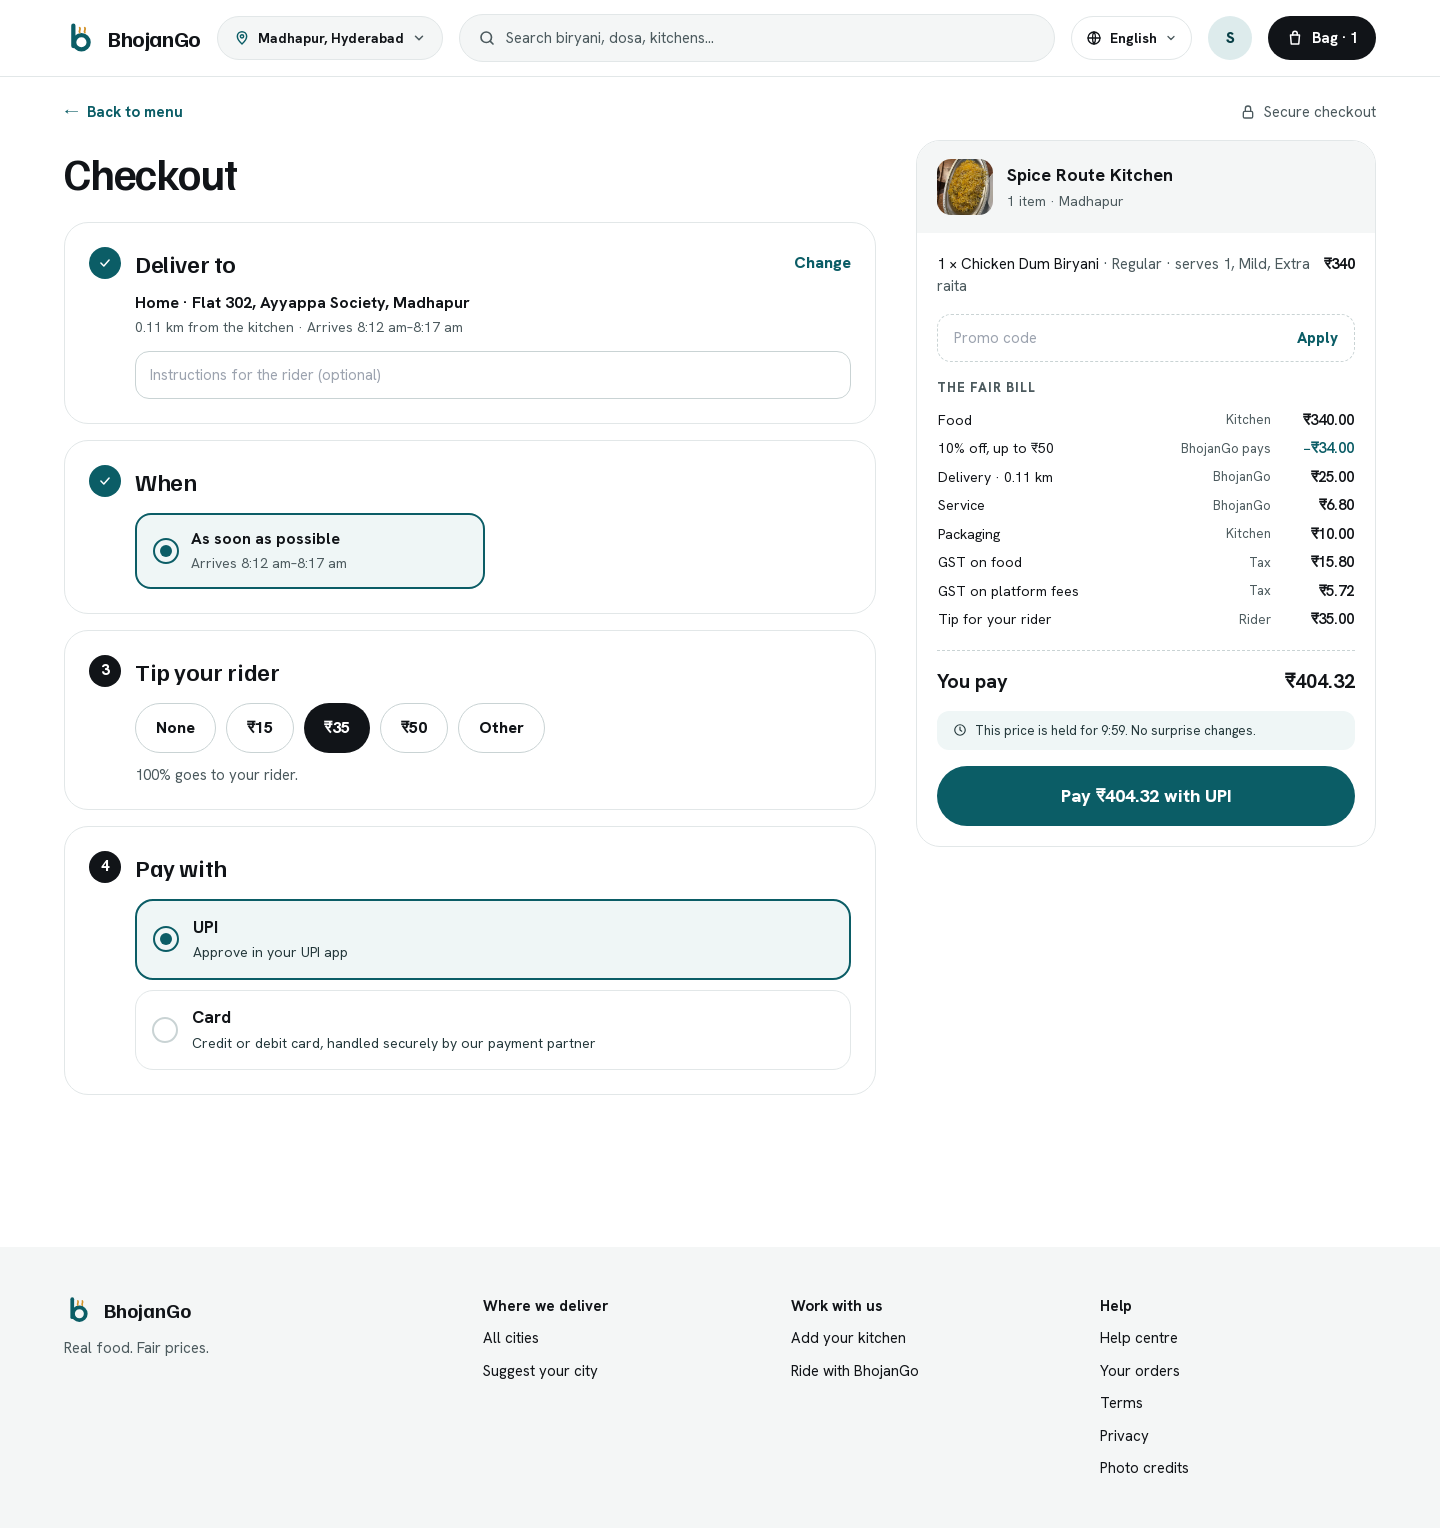 BhojanGo
Madhapur, Hyderabad
Search biryani, dosa, kitchens...
English
S
Bag · 1
← Back to menu
Secure checkout
Checkout
Deliver to
Change
Home · Flat 302, Ayyappa Society, Madhapur
0.11 km from the kitchen · Arrives 8:12 am–8:17 am
Instructions for the rider (optional)
When
As soon as possible
Arrives 8:12 am–8:17 am
3
Tip your rider
None
₹15
₹35
₹50
Other
100% goes to your rider.
4
Pay with
UPI
Approve in your UPI app
Card
Credit or debit card, handled securely by our payment partner
Spice Route Kitchen
1 item · Madhapur
1 × Chicken Dum Biryani · Regular · serves 1, Mild, Extra ₹340
raita
Promo code
Apply
THE FAIR BILL
Food Kitchen ₹340.00
10% off, up to ₹50 BhojanGo pays –₹34.00
Delivery · 0.11 km BhojanGo ₹25.00
Service BhojanGo ₹6.80
Packaging Kitchen ₹10.00
GST on food Tax ₹15.80
GST on platform fees Tax ₹5.72
Tip for your rider Rider ₹35.00
You pay ₹404.32
This price is held for 9:59. No surprise changes.
Pay ₹404.32 with UPI
BhojanGo
Real food. Fair prices.
Where we deliver
All cities
Suggest your city
Work with us
Add your kitchen
Ride with BhojanGo
Help
Help centre
Your orders
Terms
Privacy
Photo credits